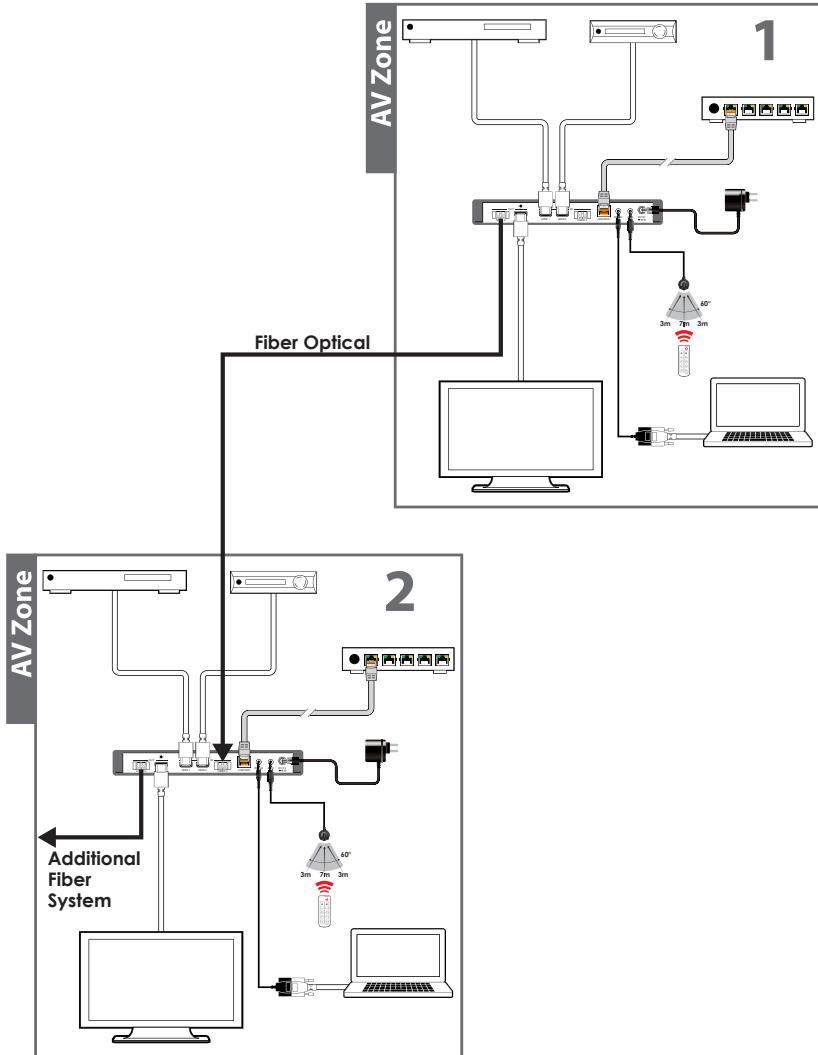 AV Zone
1
60°
3m 7m 3m
Fiber Optical
AV Zone
2
60°
3m 7m 3m
Additional
Fiber
System